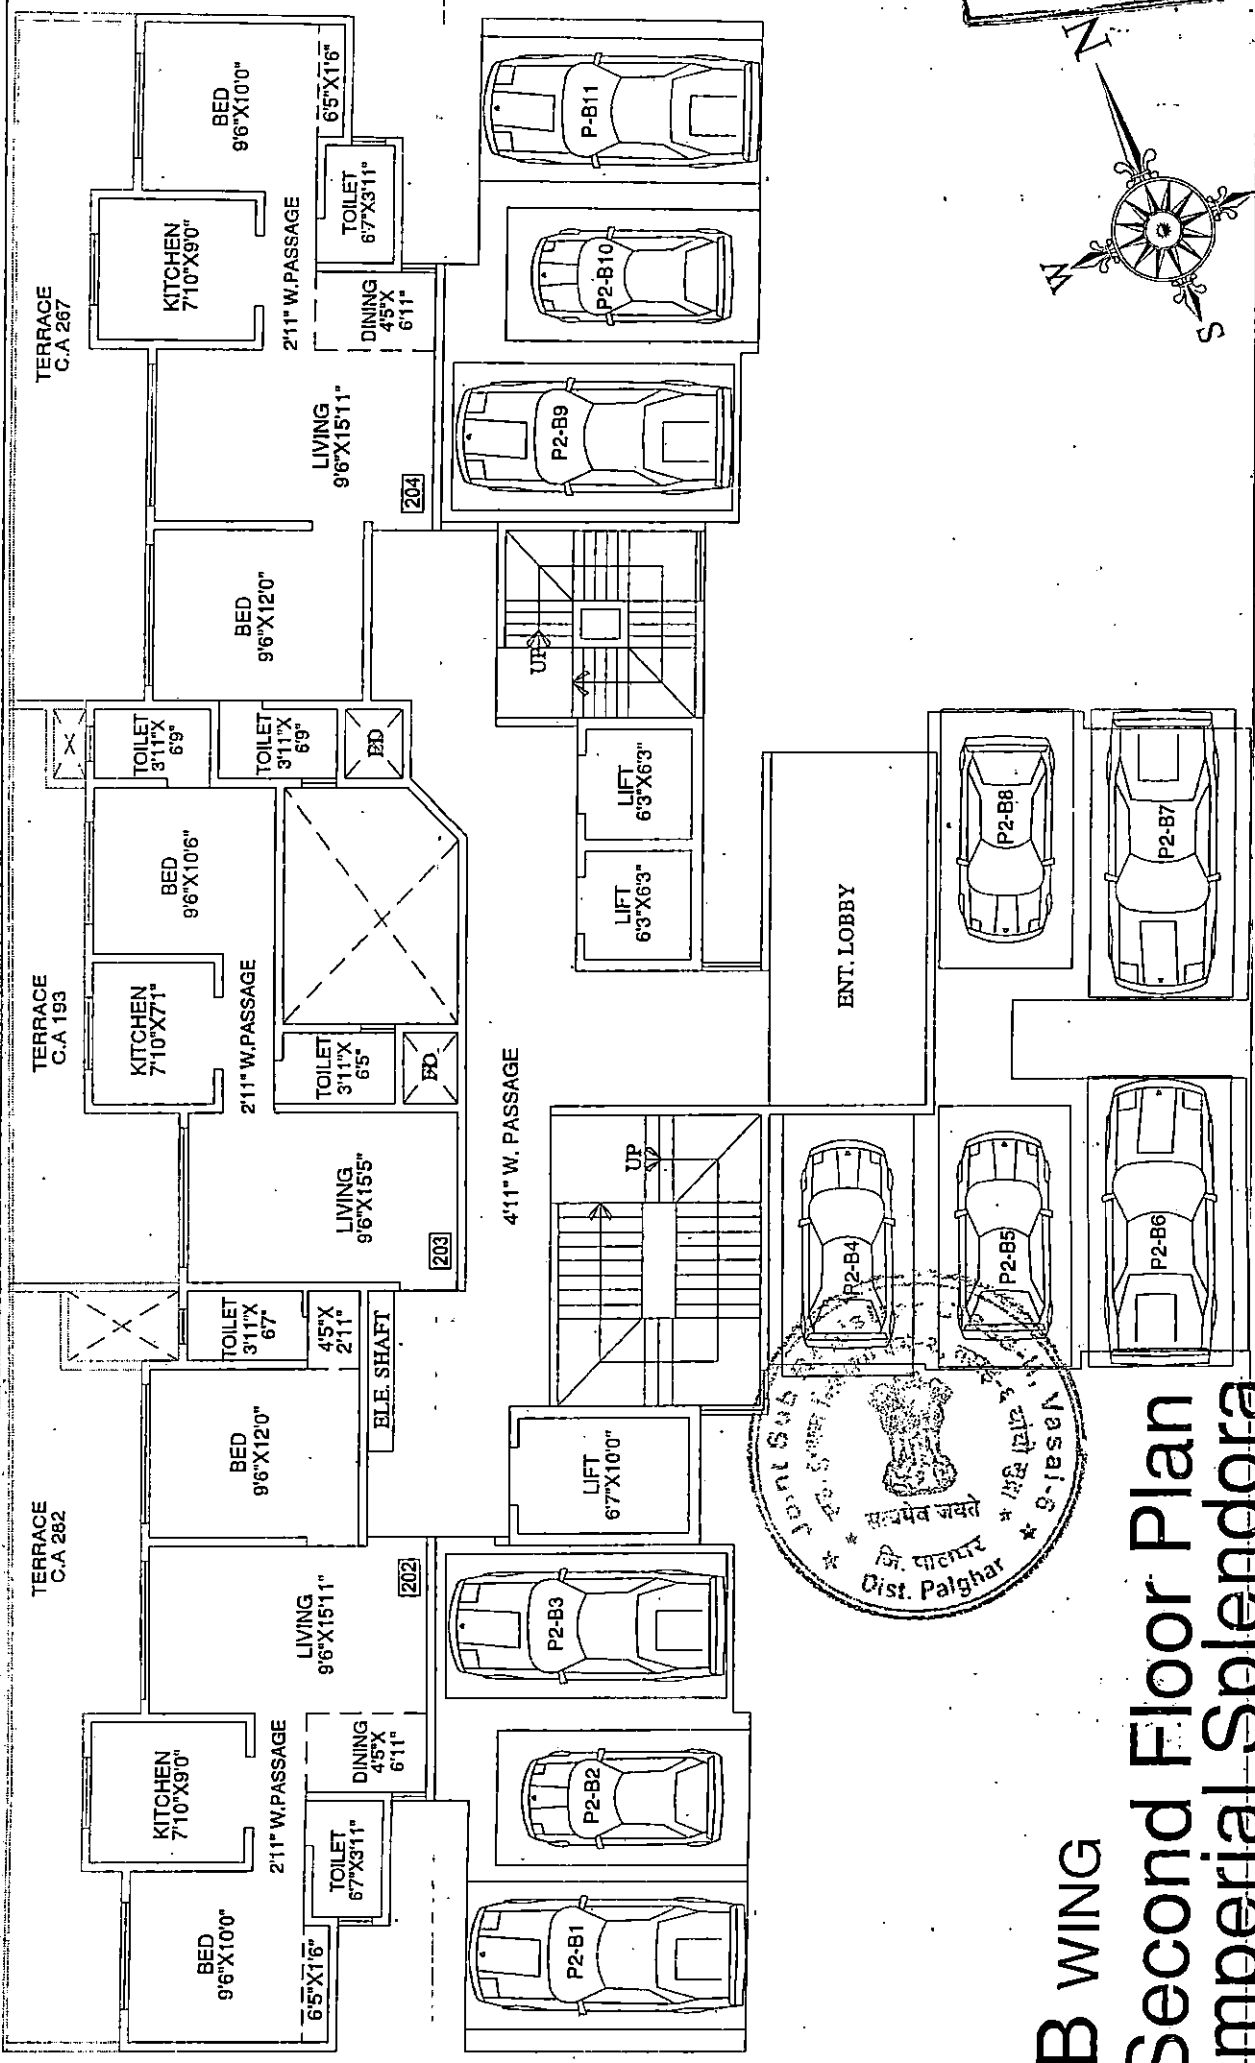 TERRACE
C.A 282
TERRACE
C.A 193
TERRACE
C.A 267
BED
9'6"X10'0"
6'5"X1'6"
KITCHEN
7'10"X9'0"
2'11" W.PASSAGE
TOILET
6'7"X3'11"
DINING
4'5"X
6'11"
LIVING
9'6"X15'11"
202
BED
9'6"X12'0"
TOILET
3'11"X
6'7"
4'5"X
2'11"
ELE. SHAFT
LIVING
9'6"X15'5"
203
KITCHEN
7'10"X7'1"
2'11" W.PASSAGE
TOILET
3'11"X
6'5"
BED
9'6"X10'6"
TOILET
3'11"X
6'9"
TOILET
3'11"X
6'9"
ED
BED
9'6"X12'0"
LIVING
9'6"X15'11"
204
KITCHEN
7'10"X9'0"
2'11" W.PASSAGE
DINING
4'5"X
6'11"
TOILET
6'7"X3'11"
BED
9'6"X10'0"
6'5"X1'6"
4'11" W. PASSAGE
P2-B1
P2-B2
P2-B3
LIFT
6'7"X10'0"
UP
LIFT
6'3"X6'3"
LIFT
6'3"X6'3"
UP
P2-B9
P2-B10
P-B11
ENT. LOBBY
P2-B4
P2-B5
P2-B6
P2-B7
P2-B8
N
W
S
Joint Sub
Vasai-6
सत्यमेव जयते
जि. पालघर
Dist. Palghar
B WING
Second Floor Plan
mperial Splendora